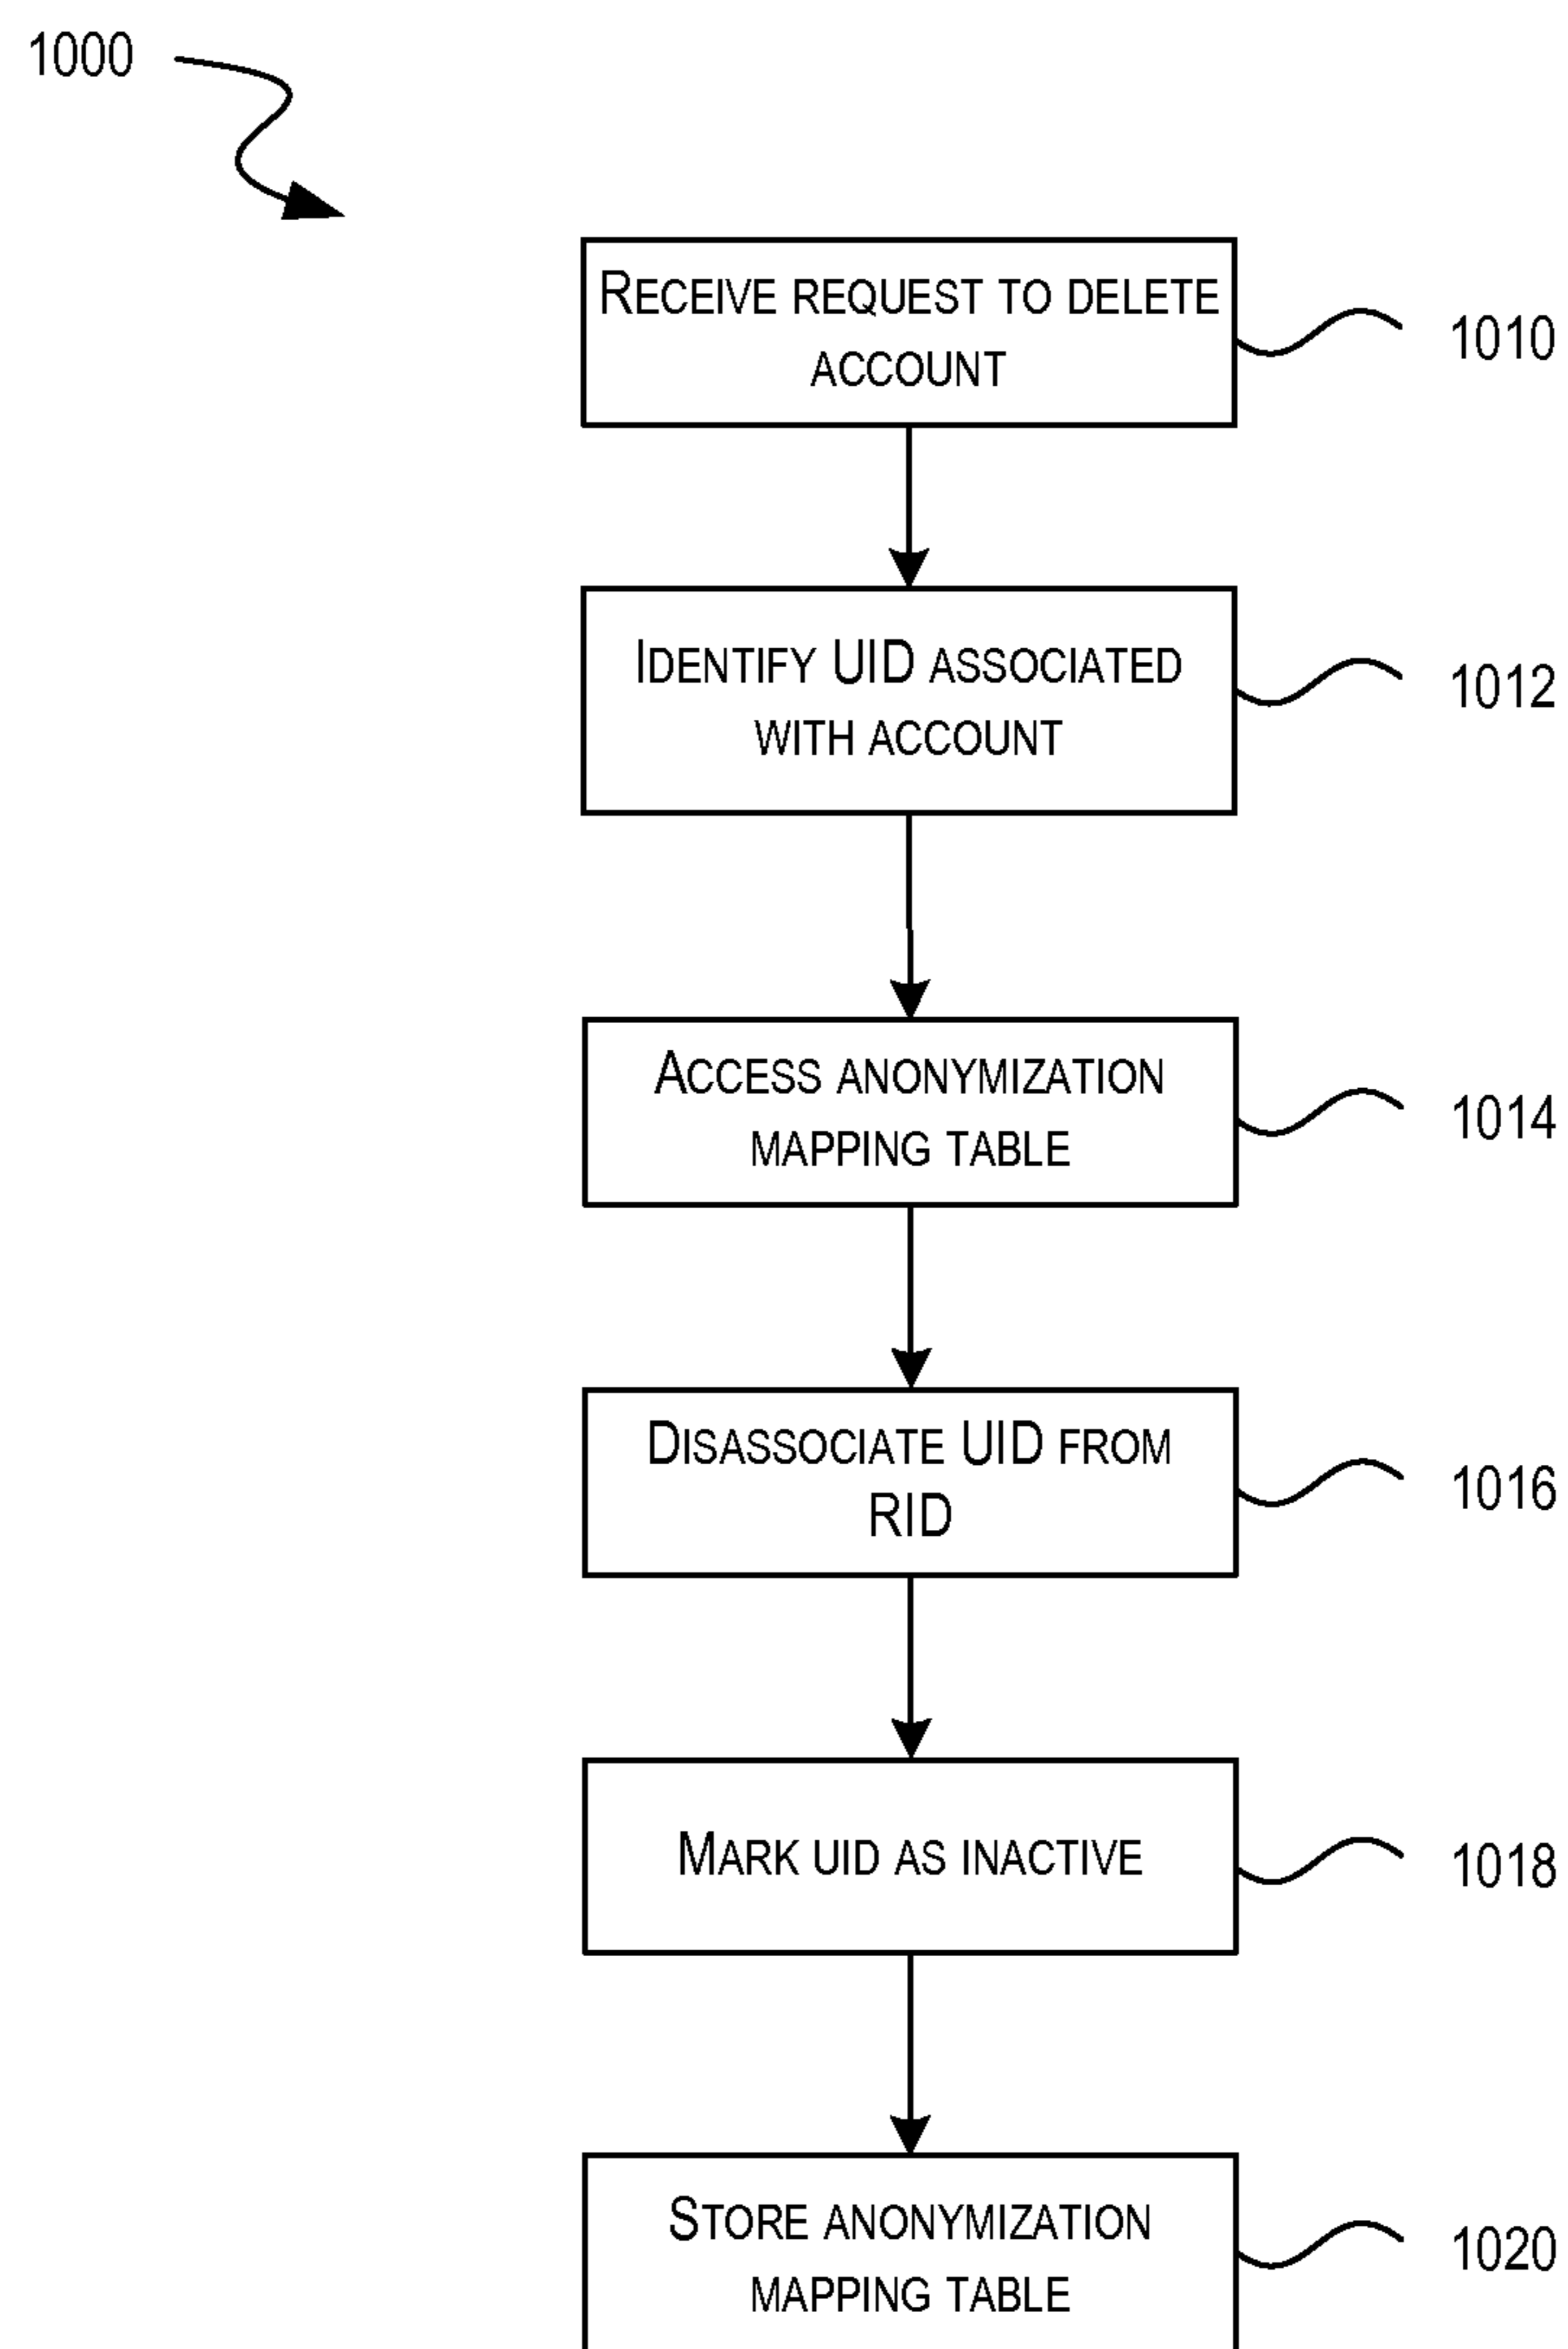 1000
RECEIVE REQUEST TO DELETE
ACCOUNT
1010
IDENTIFY UID ASSOCIATED
WITH ACCOUNT
1012
ACCESS ANONYMIZATION
MAPPING TABLE
1014
DISASSOCIATE UID FROM
RID
1016
MARK UID AS INACTIVE
1018
STORE ANONYMIZATION
MAPPING TABLE
1020